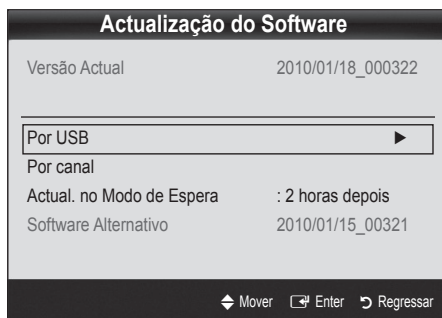 Actualização do Software
Versão Actual 2010/01/18_000322
Por USB ►
Por canal
Actual. no Modo de Espera : 2 horas depois
Software Alternativo 2010/01/15_00321
Mover Enter Regressar